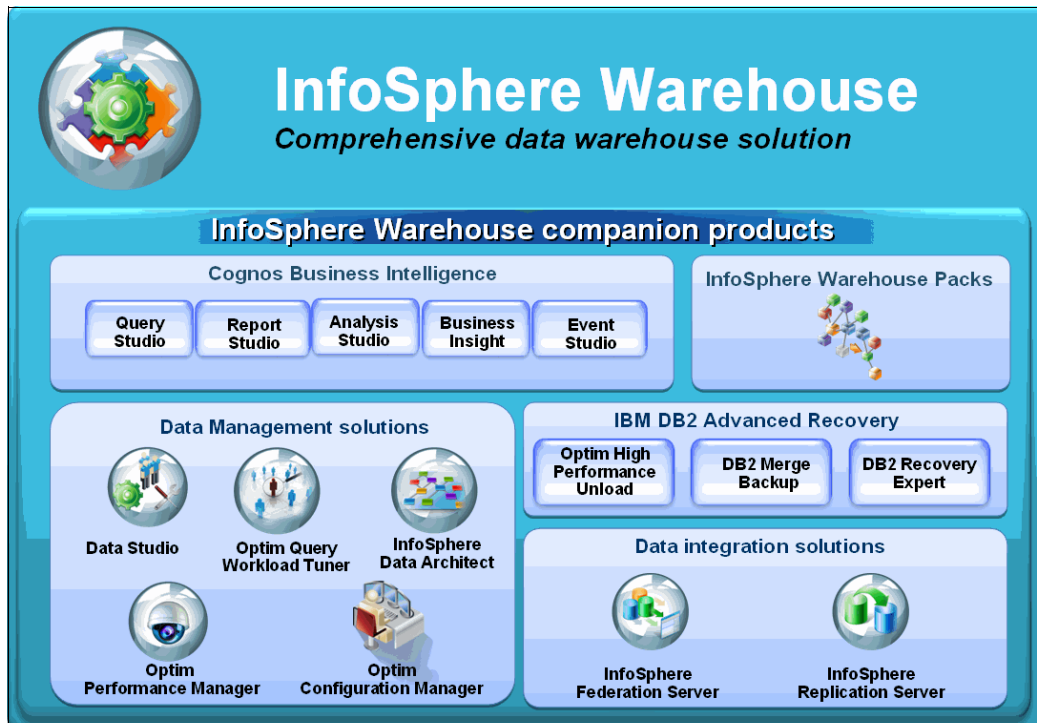 InfoSphere Warehouse
Comprehensive data warehouse solution
InfoSphere Warehouse companion products
Cognos Business Intelligence
Query
Studio
Report
Studio
Analysis
Studio
Business
Insight
Event
Studio
InfoSphere Warehouse Packs
Data Management solutions
Data Studio
Optim Query
Workload Tuner
InfoSphere
Data Architect
Optim
Performance Manager
Optim
Configuration Manager
IBM DB2 Advanced Recovery
Optim High
Performance
Unload
DB2 Merge
Backup
DB2 Recovery
Expert
Data integration solutions
InfoSphere
Federation Server
InfoSphere
Replication Server